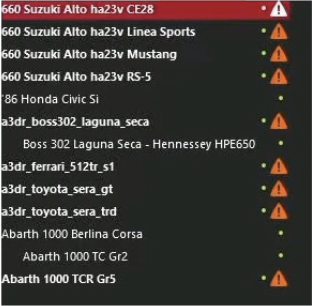 660 Suzuki Alto ha23v CE28
660 Suzuki Alto ha23v Linea Sports
660 Suzuki Alto ha23v Mustang
660 Suzuki Alto ha23v RS-5
'86 Honda Civic Si
a3dr_boss302_laguna_seca
Boss 302 Laguna Seca - Hennessey HPE650
a3dr_ferrari_512tr_s1
a3dr_toyota_sera_gt
a3dr_toyota_sera_trd
Abarth 1000 Berlina Corsa
Abarth 1000 TC Gr2
Abarth 1000 TCR Gr5